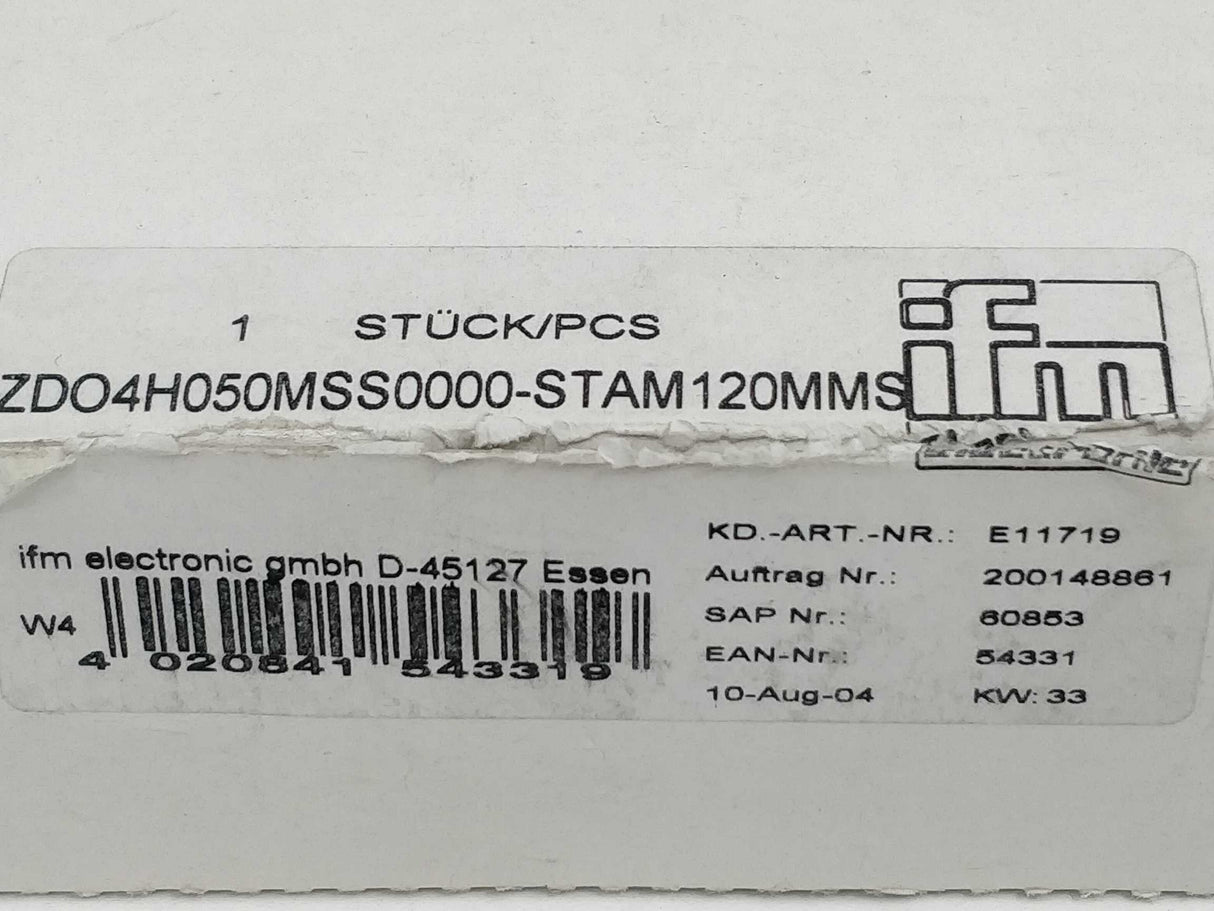 1 STÜCK/PCS
ZDO4H050MSS0000-STAM120MMS
ifm
electronic
ifm electronic gmbh D-45127 Essen
W4
4 020841 543319
KD.-ART.-NR.: E11719
Auftrag Nr.: 200148861
SAP Nr.: 60853
EAN-Nr.: 54331
10-Aug-04 KW: 33